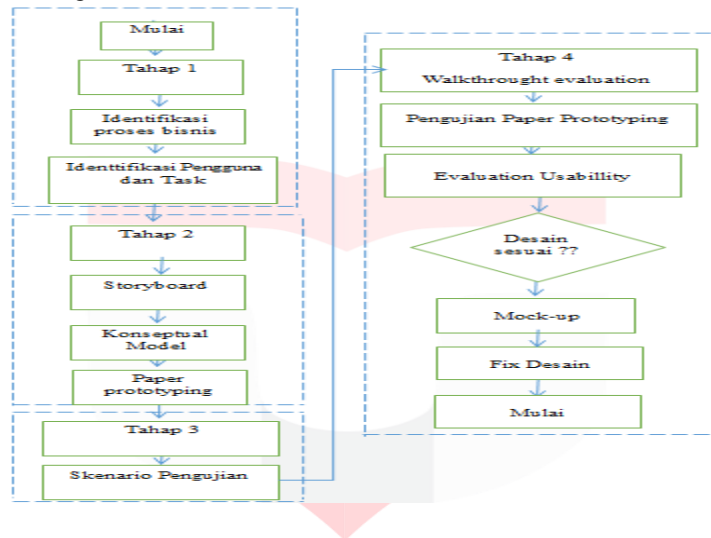 Mulai
Tahap 1
Identifikasi
proses bisnis
Identtifikasi Pengguna
dan Task
Tahap 2
Storyboard
Konseptual
Model
Paper
prototyping
Tahap 3
Skenario Pengujian
Tahap 4
Walkthrought evaluation
Pengujian Paper Prototyping
Evaluation Usabillity
Desain
sesuai ??
Mock-up
Fix Desain
Mulai